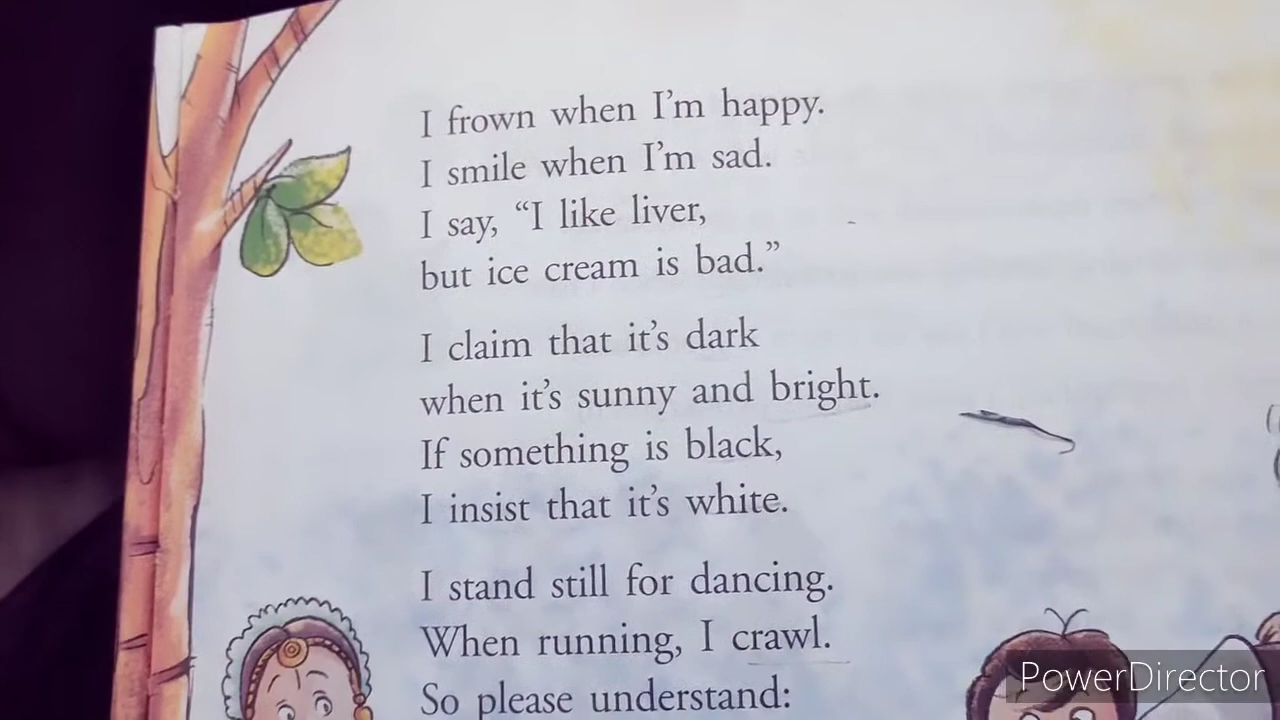 I frown when I'm happy.
I smile when I'm sad.
I say, “I like liver,
but ice cream is bad.”
I claim that it's dark
when it's sunny and bright.
If something is black,
I insist that it's white.
I stand still for dancing.
When running, I crawl.
So please understand:
PowerDirector